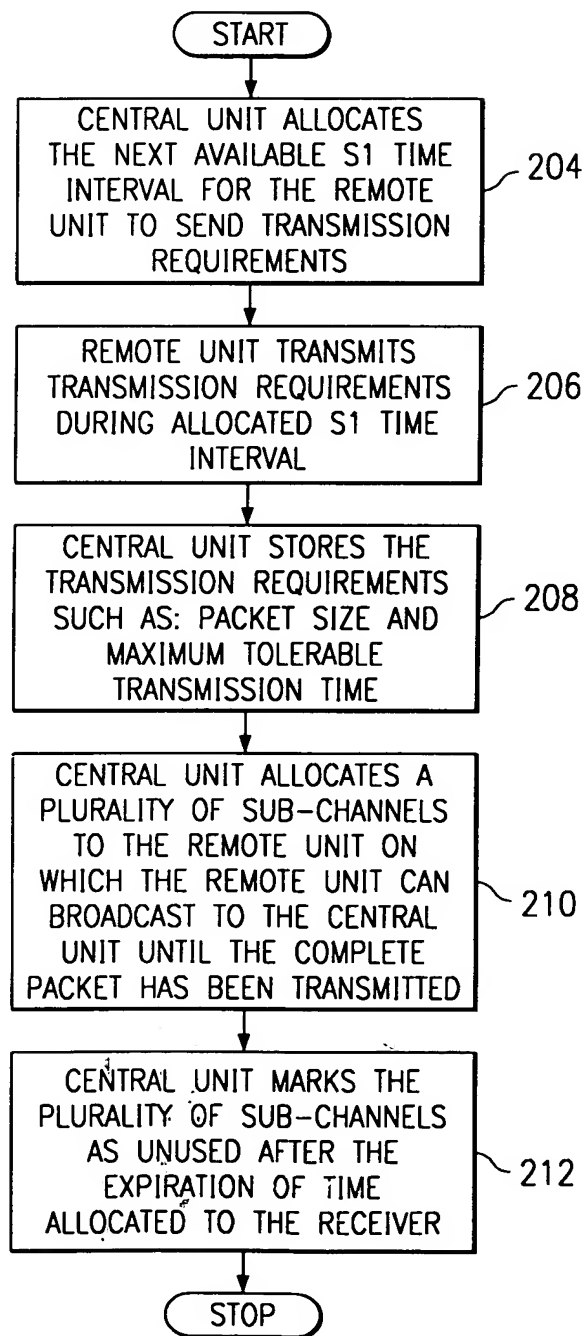 START
CENTRAL UNIT ALLOCATES
THE NEXT AVAILABLE S1 TIME
INTERVAL FOR THE REMOTE
UNIT TO SEND TRANSMISSION
REQUIREMENTS
204
REMOTE UNIT TRANSMITS
TRANSMISSION REQUIREMENTS
DURING ALLOCATED S1 TIME
INTERVAL
206
CENTRAL UNIT STORES THE
TRANSMISSION REQUIREMENTS
SUCH AS: PACKET SIZE AND
MAXIMUM TOLERABLE
TRANSMISSION TIME
208
CENTRAL UNIT ALLOCATES A
PLURALITY OF SUB-CHANNELS
TO THE REMOTE UNIT ON
WHICH THE REMOTE UNIT CAN
BROADCAST TO THE CENTRAL
UNIT UNTIL THE COMPLETE
PACKET HAS BEEN TRANSMITTED
210
CENTRAL UNIT MARKS THE
PLURALITY OF SUB-CHANNELS
AS UNUSED AFTER THE
EXPIRATION OF TIME
ALLOCATED TO THE RECEIVER
212
STOP